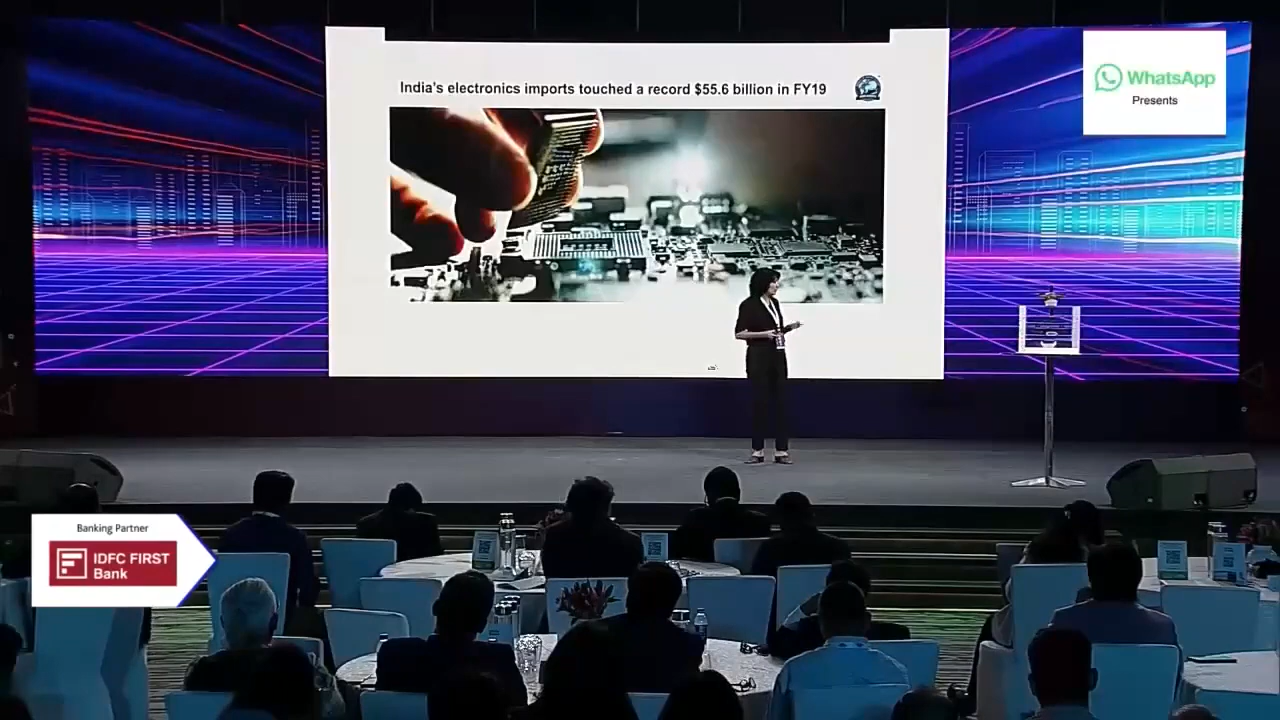 India's electronics imports touched a record $55.6 billion in FY19
WhatsApp
Presents
Banking Partner
IDFC FIRST
Bank